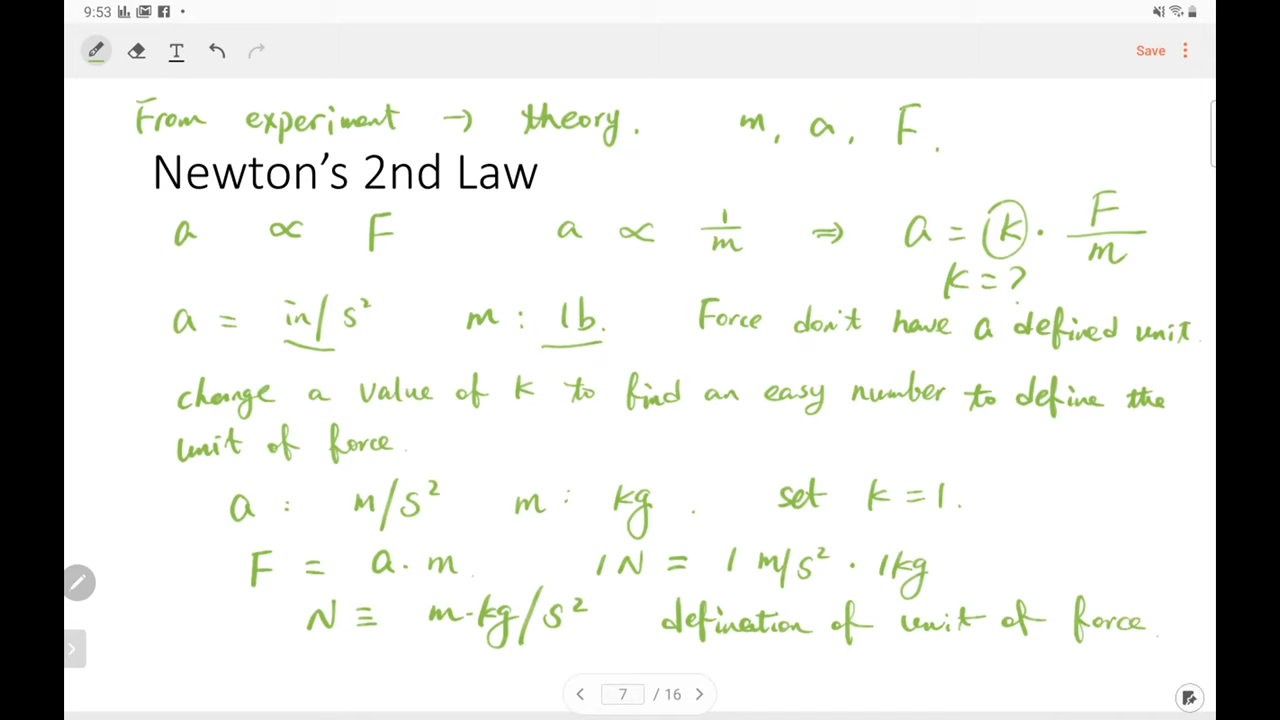 9:53
Save
From experiment → theory. m, a, F.
Newton's 2nd Law
a ∝ F a ∝ 1/m ⇒ a = k · F/m
k = ?
a = in/s² m : lb. Force don't have a defined unit.
change a value of k to find an easy number to define the
unit of force.
a : m/s² m : kg . set k = 1.
F = a · m. 1 N = 1 m/s² · 1kg
N ≡ m·kg/s² defination of unit of force.
7 / 16